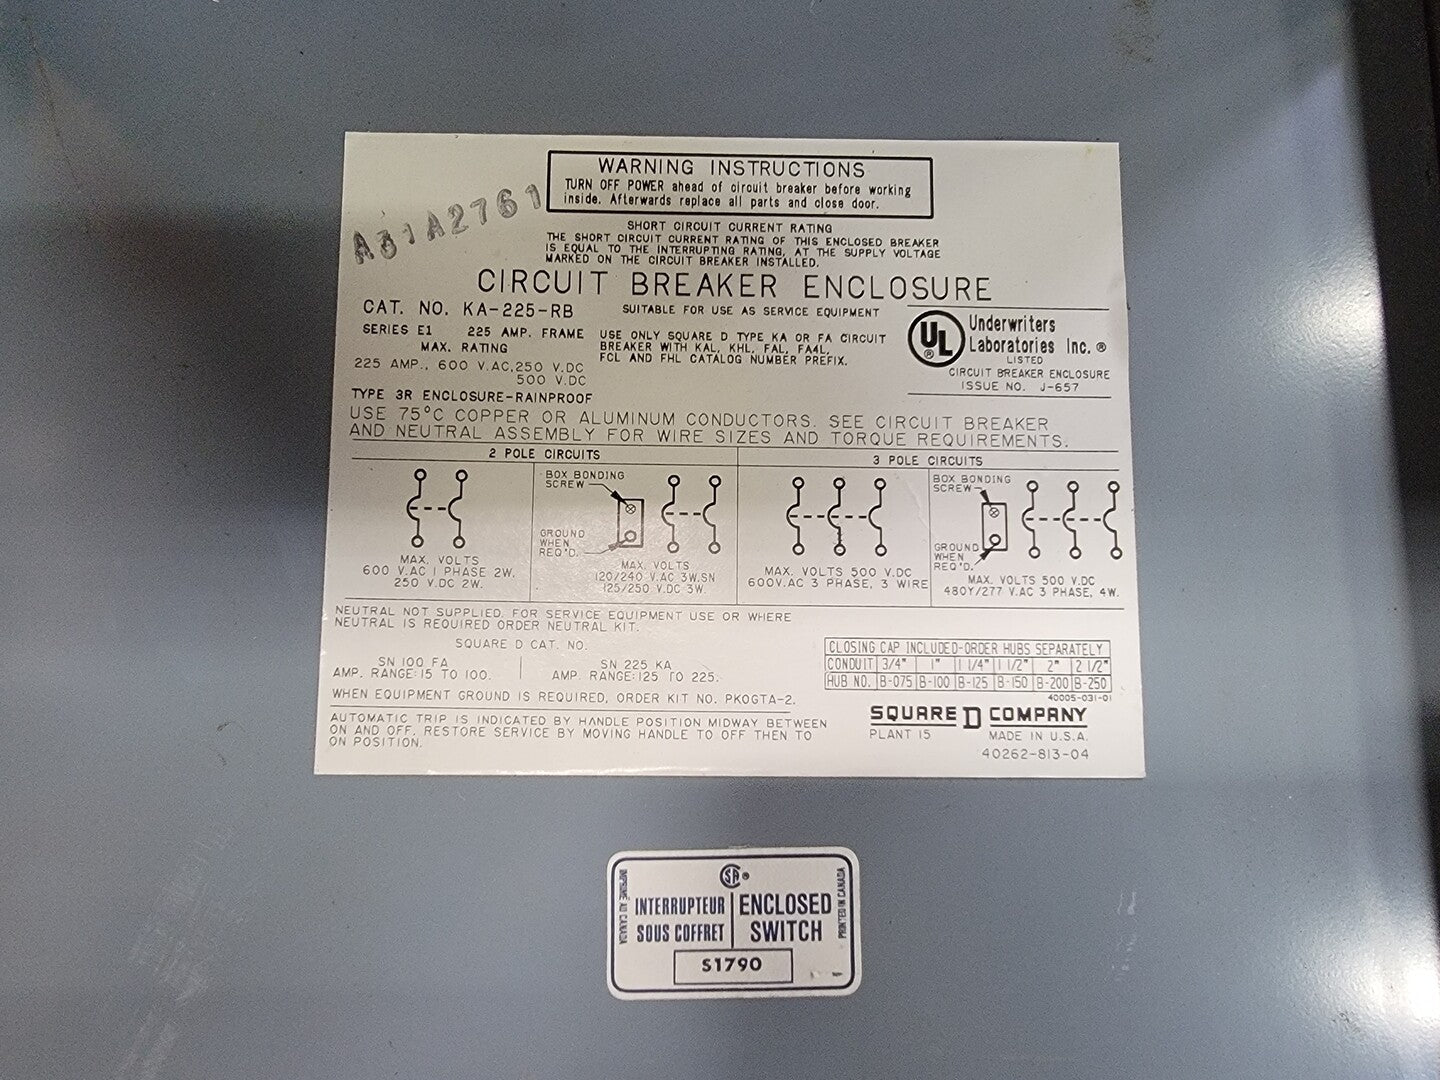 WARNING INSTRUCTIONS
TURN OFF POWER ahead of circuit breaker before working
inside. Afterwards replace all parts and close door.
A31A2761
SHORT CIRCUIT CURRENT RATING
THE SHORT CIRCUIT CURRENT RATING OF THIS ENCLOSED BREAKER
IS EQUAL TO THE INTERRUPTING RATING, AT THE SUPPLY VOLTAGE
MARKED ON THE CIRCUIT BREAKER INSTALLED.
CIRCUIT BREAKER ENCLOSURE
CAT. NO. KA-225-RB
SERIES E1 225 AMP. FRAME
MAX. RATING
225 AMP., 600 V.AC, 250 V.DC
500 V.DC
TYPE 3R ENCLOSURE-RAINPROOF
SUITABLE FOR USE AS SERVICE EQUIPMENT
USE ONLY SQUARE D TYPE KA OR FA CIRCUIT
BREAKER WITH KAL, KHL, FAL, FA4L,
FCL AND FHL CATALOG NUMBER PREFIX.
UL ®
Underwriters
Laboratories Inc. ®
LISTED
CIRCUIT BREAKER ENCLOSURE
ISSUE NO. J-657
USE 75°C COPPER OR ALUMINUM CONDUCTORS. SEE CIRCUIT BREAKER
AND NEUTRAL ASSEMBLY FOR WIRE SIZES AND TORQUE REQUIREMENTS.
2 POLE CIRCUITS
MAX. VOLTS
600 V.AC 1 PHASE 2W.
250 V.DC 2W.
BOX BONDING
SCREW
GROUND
WHEN
REQ'D.
MAX. VOLTS
120/240 V.AC 3W.SN
125/250 V.DC 3W.
3 POLE CIRCUITS
MAX. VOLTS 500 V.DC
600V.AC 3 PHASE, 3 WIRE
BOX BONDING
SCREW
GROUND
WHEN
REQ'D.
MAX. VOLTS 500 V.DC
480Y/277 V.AC 3 PHASE, 4W.
NEUTRAL NOT SUPPLIED. FOR SERVICE EQUIPMENT USE OR WHERE
NEUTRAL IS REQUIRED ORDER NEUTRAL KIT.
SQUARE D CAT. NO.
SN 100 FA
AMP. RANGE: 15 TO 100.
SN 225 KA
AMP. RANGE: 125 TO 225.
WHEN EQUIPMENT GROUND IS REQUIRED, ORDER KIT NO. PKOGTA-2.
AUTOMATIC TRIP IS INDICATED BY HANDLE POSITION MIDWAY BETWEEN
ON AND OFF. RESTORE SERVICE BY MOVING HANDLE TO OFF THEN TO
ON POSITION.
CLOSING CAP INCLUDED-ORDER HUBS SEPARATELY
CONDUIT 3/4" 1" 1 1/4" 1 1/2" 2" 2 1/2"
HUB NO. B-075 B-100 B-125 B-150 B-200 B-250
40005-031-01
SQUARE D COMPANY
PLANT 15 MADE IN U.S.A.
40262-813-04
SA ®
IMPRIMÉ AU CANADA
INTERRUPTEUR
SOUS COFFRET
ENCLOSED
SWITCH
PRINTED IN CANADA
S1790